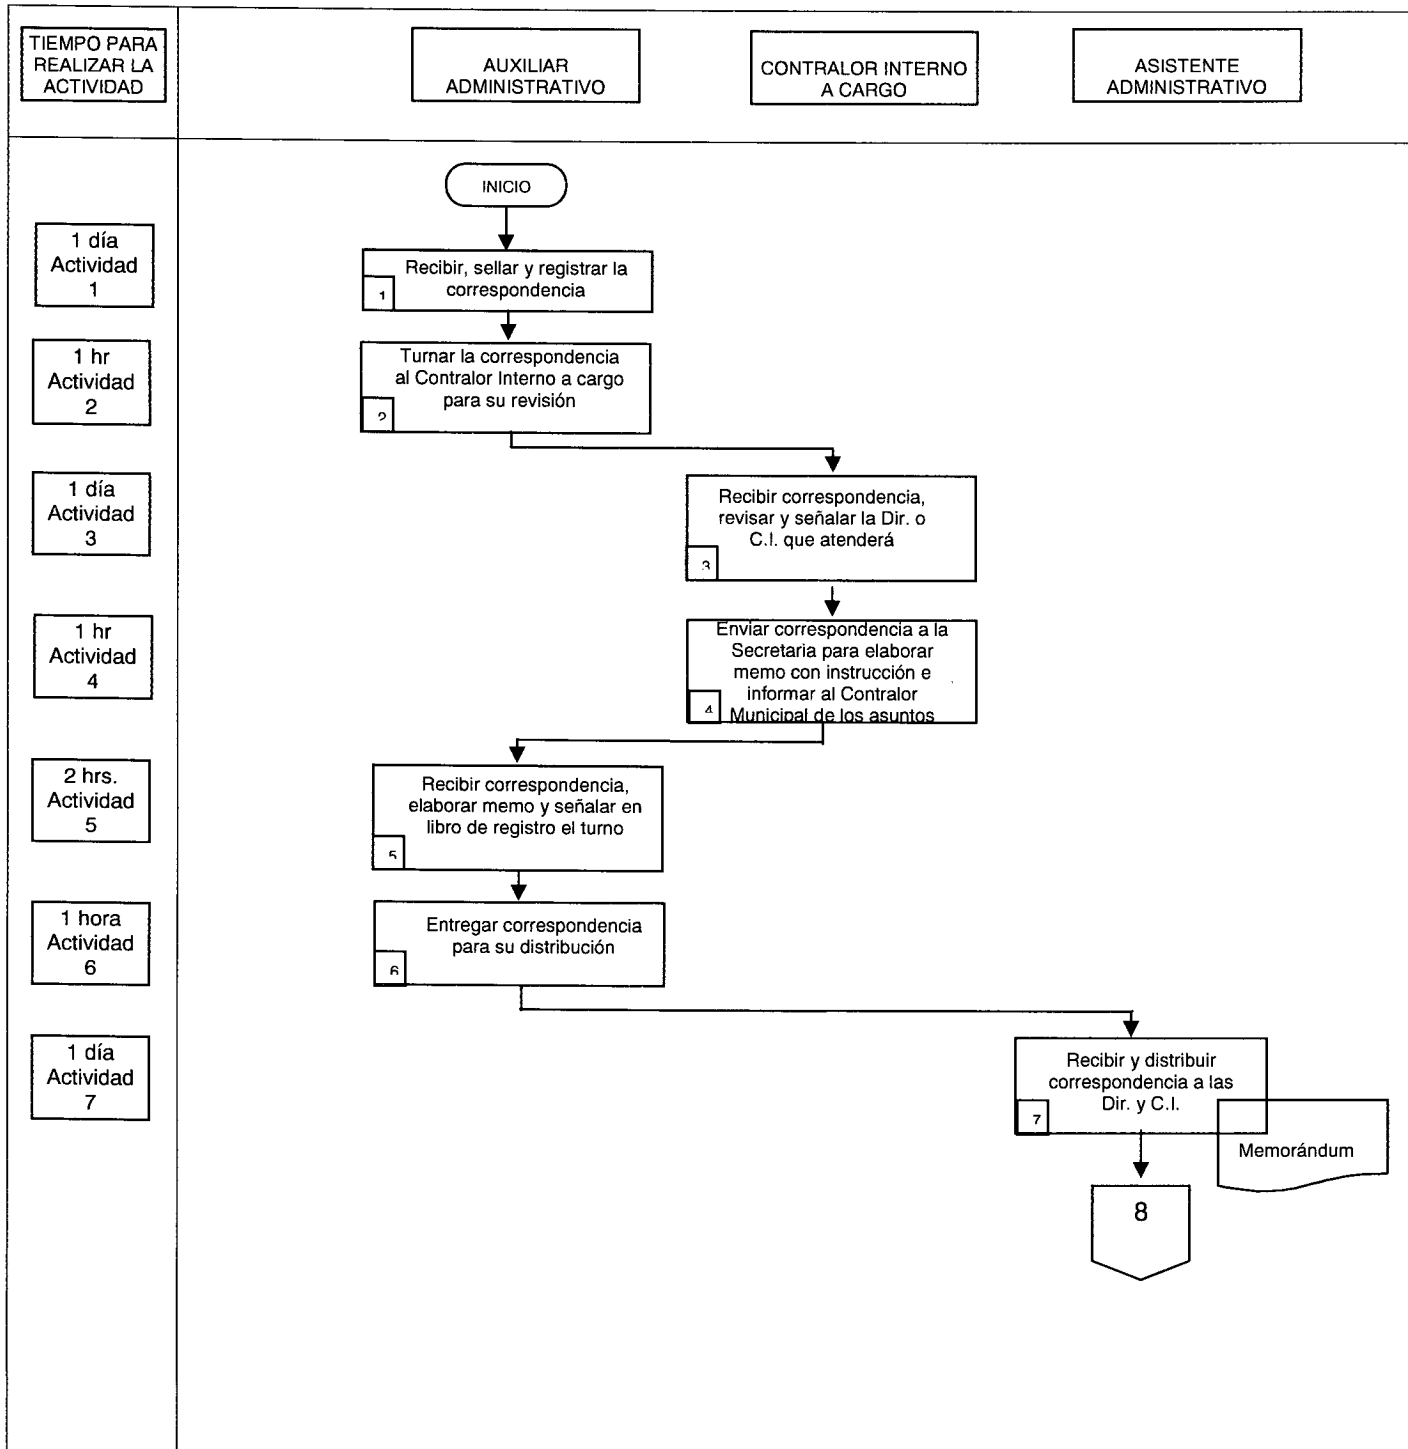 TIEMPO PARA
REALIZAR LA
ACTIVIDAD
AUXILIAR
ADMINISTRATIVO
CONTRALOR INTERNO
A CARGO
ASISTENTE
ADMINISTRATIVO
INICIO
1 día
Actividad
1
Recibir, sellar y registrar la
correspondencia
1
1 hr
Actividad
2
Turnar la correspondencia
al Contralor Interno a cargo
para su revisión
2
1 día
Actividad
3
Recibir correspondencia,
revisar y señalar la Dir. o
C.I. que atenderá
3
1 hr
Actividad
4
Enviar correspondencia a la
Secretaria para elaborar
memo con instrucción e
informar al Contralor
Municipal de los asuntos
4
2 hrs.
Actividad
5
Recibir correspondencia,
elaborar memo y señalar en
libro de registro el turno
5
1 hora
Actividad
6
Entregar correspondencia
para su distribución
6
1 día
Actividad
7
Recibir y distribuir
correspondencia a las
Dir. y C.I.
7
Memorándum
8